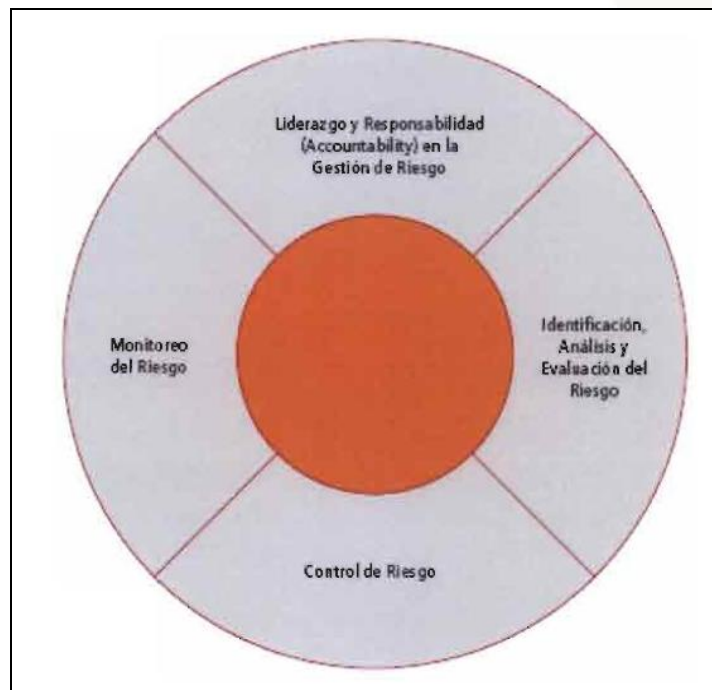 Liderazgo y Responsabilidad
(Accountability) en la
Gestión de Riesgo
Identificación,
Análisis y
Evaluación del
Riesgo
Control de Riesgo
Monitoreo
del Riesgo